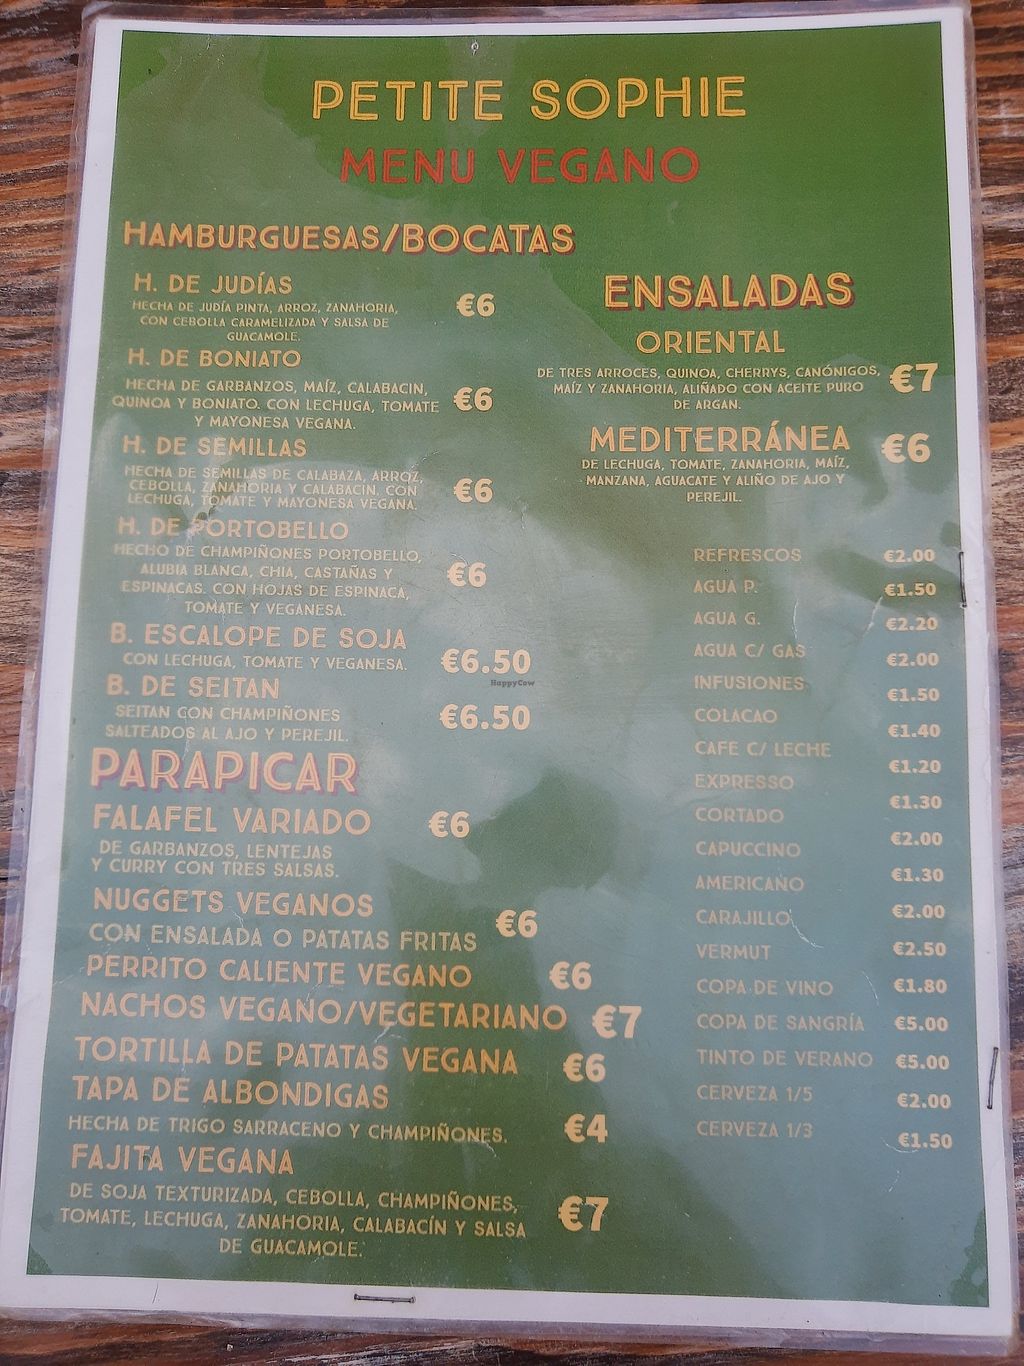 PETITE SOPHIE
MENU VEGANO
HAMBURGUESAS/BOCATAS
H. DE JUDÍAS
HECHA DE JUDÍA PINTA, ARROZ, ZANAHORIA,
CON CEBOLLA CARAMELIZADA Y SALSA DE
GUACAMOLE.
€6
H. DE BONIATO
HECHA DE GARBANZOS, MAÍZ, CALABACIN,
QUINOA Y BONIATO. CON LECHUGA, TOMATE
Y MAYONESA VEGANA.
€6
H. DE SEMILLAS
HECHA DE SEMILLAS DE CALABAZA, ARROZ,
CEBOLLA, ZANAHORIA Y CALABACIN. CON
LECHUGA, TOMATE Y MAYONESA VEGANA.
€6
H. DE PORTOBELLO
HECHO DE CHAMPIÑONES PORTOBELLO,
ALUBIA BLANCA, CHIA, CASTAÑAS Y
ESPINACAS. CON HOJAS DE ESPINACA,
TOMATE Y VEGANESA.
€6
B. ESCALOPE DE SOJA
CON LECHUGA, TOMATE Y VEGANESA.
€6.50
B. DE SEITAN
SEITAN CON CHAMPIÑONES
SALTEADOS AL AJO Y PEREJIL.
€6.50
PARAPICAR
FALAFEL VARIADO €6
DE GARBANZOS, LENTEJAS
Y CURRY CON TRES SALSAS.
NUGGETS VEGANOS
CON ENSALADA O PATATAS FRITAS
€6
PERRITO CALIENTE VEGANO €6
NACHOS VEGANO/VEGETARIANO €7
TORTILLA DE PATATAS VEGANA €6
TAPA DE ALBONDIGAS
HECHA DE TRIGO SARRACENO Y CHAMPIÑONES.
€4
FAJITA VEGANA
DE SOJA TEXTURIZADA, CEBOLLA, CHAMPIÑONES,
TOMATE, LECHUGA, ZANAHORIA, CALABACÍN Y SALSA
DE GUACAMOLE.
€7
ENSALADAS
ORIENTAL
DE TRES ARROCES, QUINOA, CHERRYS, CANÓNIGOS,
MAÍZ Y ZANAHORIA, ALIÑADO CON ACEITE PURO
DE ARGAN.
€7
MEDITERRÁNEA
€6
DE LECHUGA, TOMATE, ZANAHORIA, MAÍZ,
MANZANA, AGUACATE Y ALIÑO DE AJO Y
PEREJIL.
REFRESCOS €2.00
AGUA P. €1.50
AGUA G. €2.20
AGUA C/ GAS €2.00
INFUSIONES €1.50
COLACAO €1.40
CAFE C/ LECHE €1.20
EXPRESSO €1.30
CORTADO €2.00
CAPUCCINO €1.30
AMERICANO €2.00
CARAJILLO €2.50
VERMUT €1.80
COPA DE VINO €5.00
COPA DE SANGRÍA €5.00
TINTO DE VERANO €2.00
CERVEZA 1/5 €1.50
CERVEZA 1/3
HappyCow